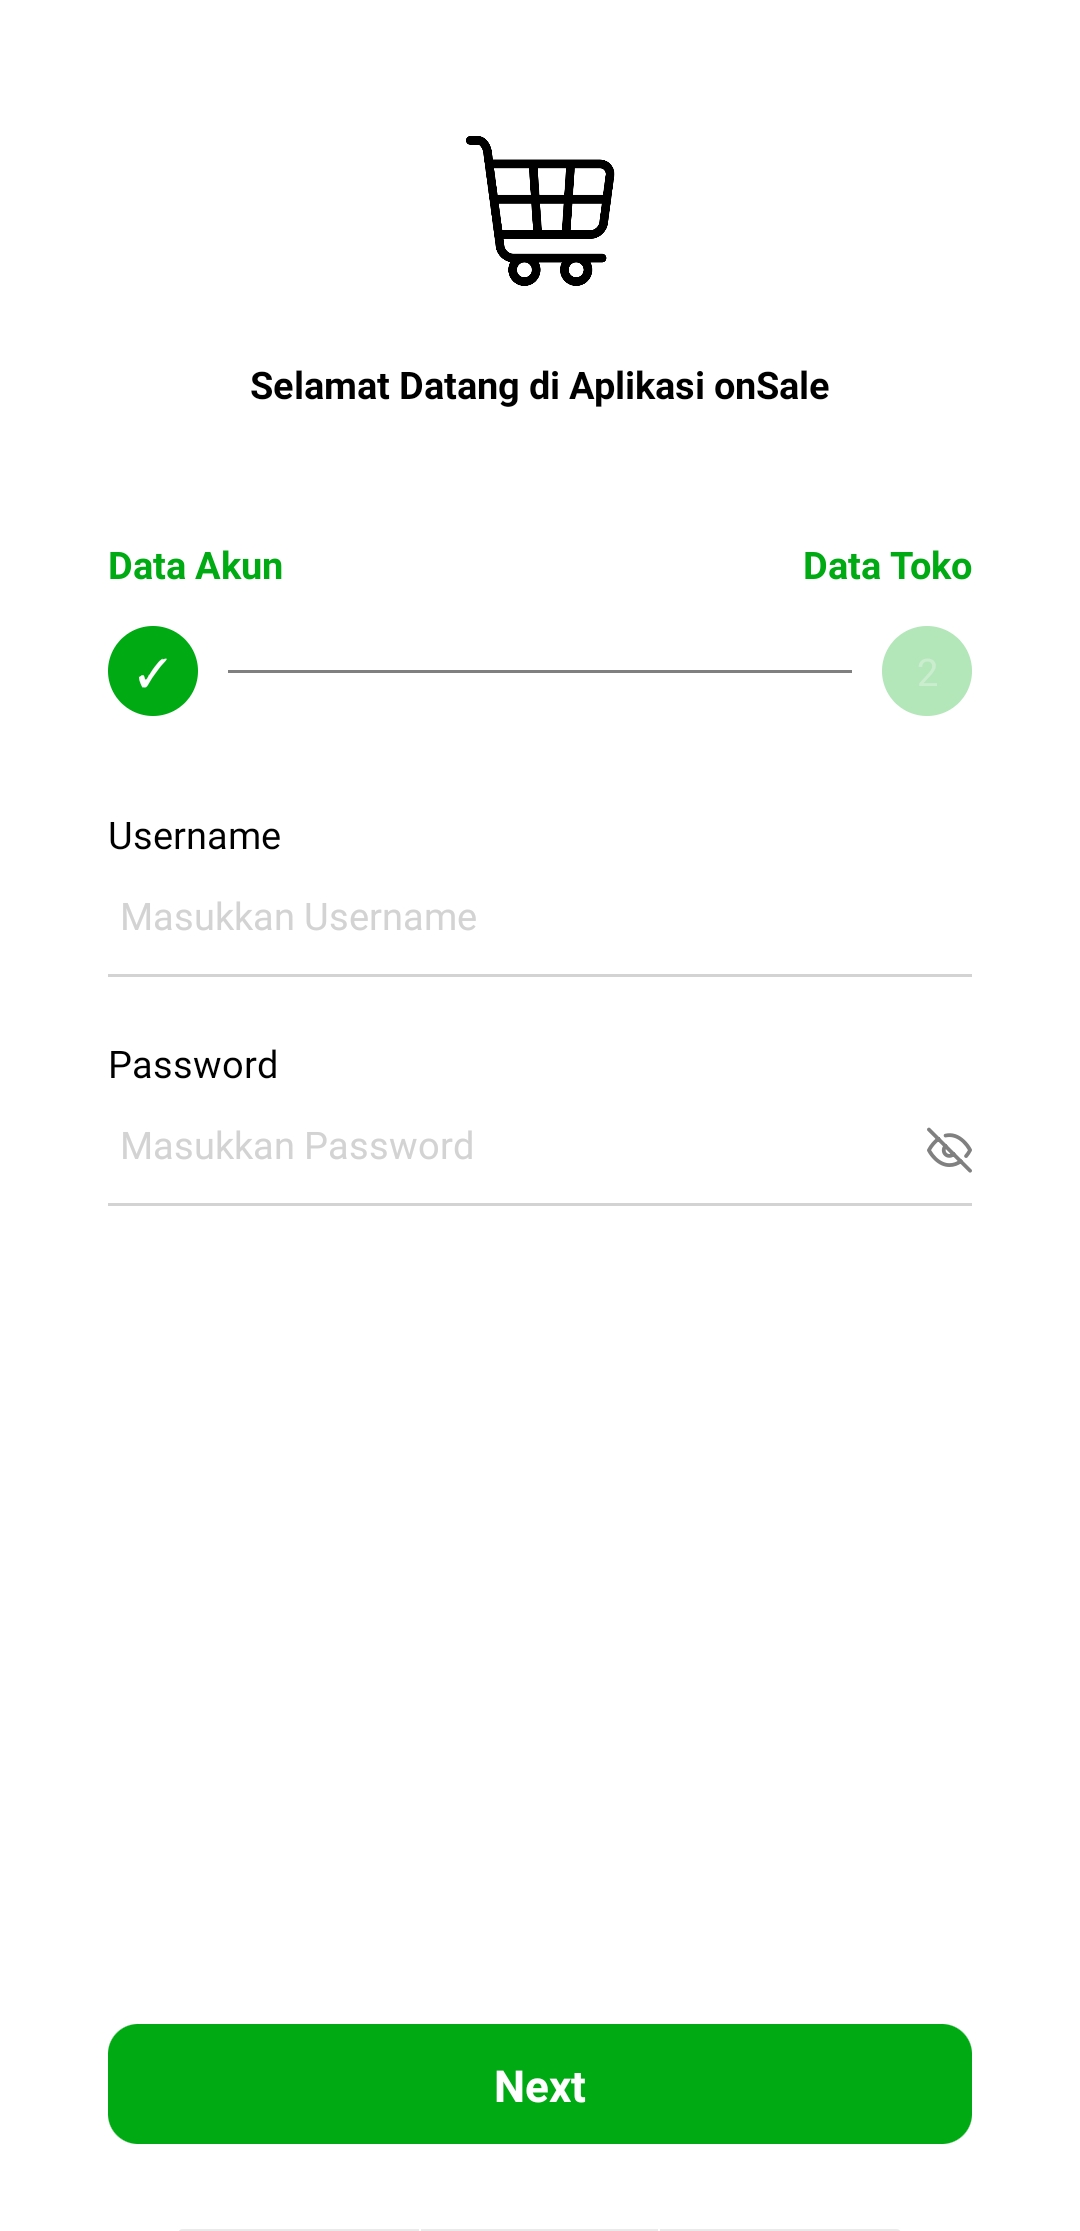 Selamat Datang di Aplikasi onSale
Data Akun Data Toko
✓ 2
Username
Masukkan Username
Password
Masukkan Password
Next